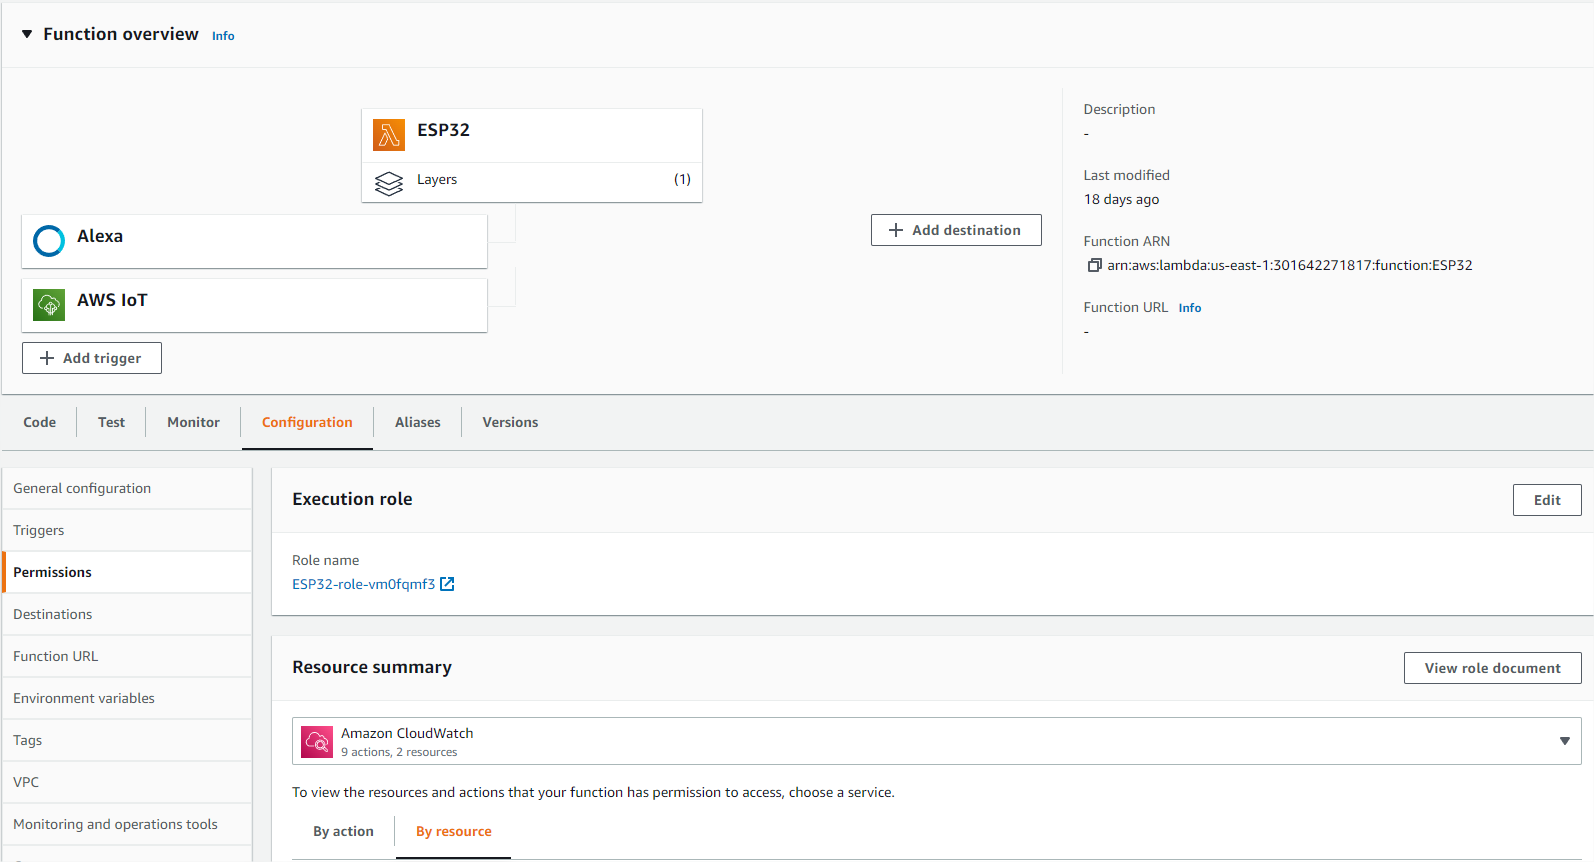 Function overview Info
ESP32
Layers (1)
Alexa
AWS IoT
Add trigger
Add destination
Description
-
Last modified
18 days ago
Function ARN
arn:aws:lambda:us-east-1:301642271817:function:ESP32
Function URL Info
-
Code Test Monitor Configuration Aliases Versions
General configuration
Triggers
Permissions
Destinations
Function URL
Environment variables
Tags
VPC
Monitoring and operations tools
Execution role
Edit
Role name
ESP32-role-vm0fqmf3
Resource summary
View role document
Amazon CloudWatch
9 actions, 2 resources
To view the resources and actions that your function has permission to access, choose a service.
By action By resource